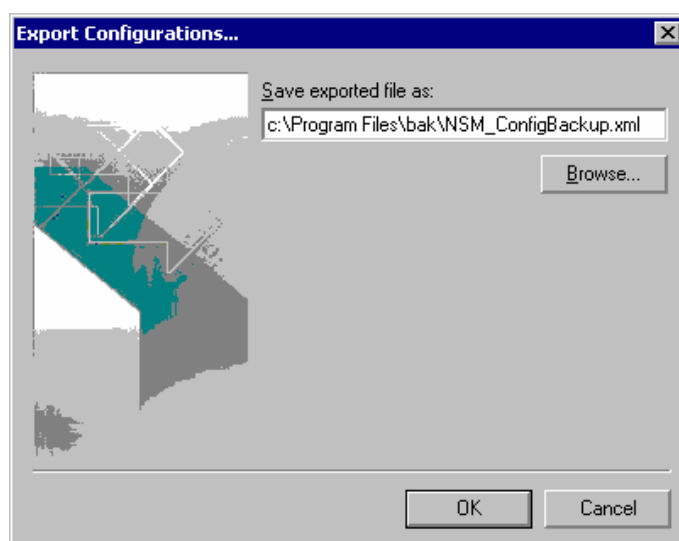 Export Configurations...
Save exported file as:
c:\Program Files\bak\NSM_ConfigBackup.xml
Browse...
OK
Cancel